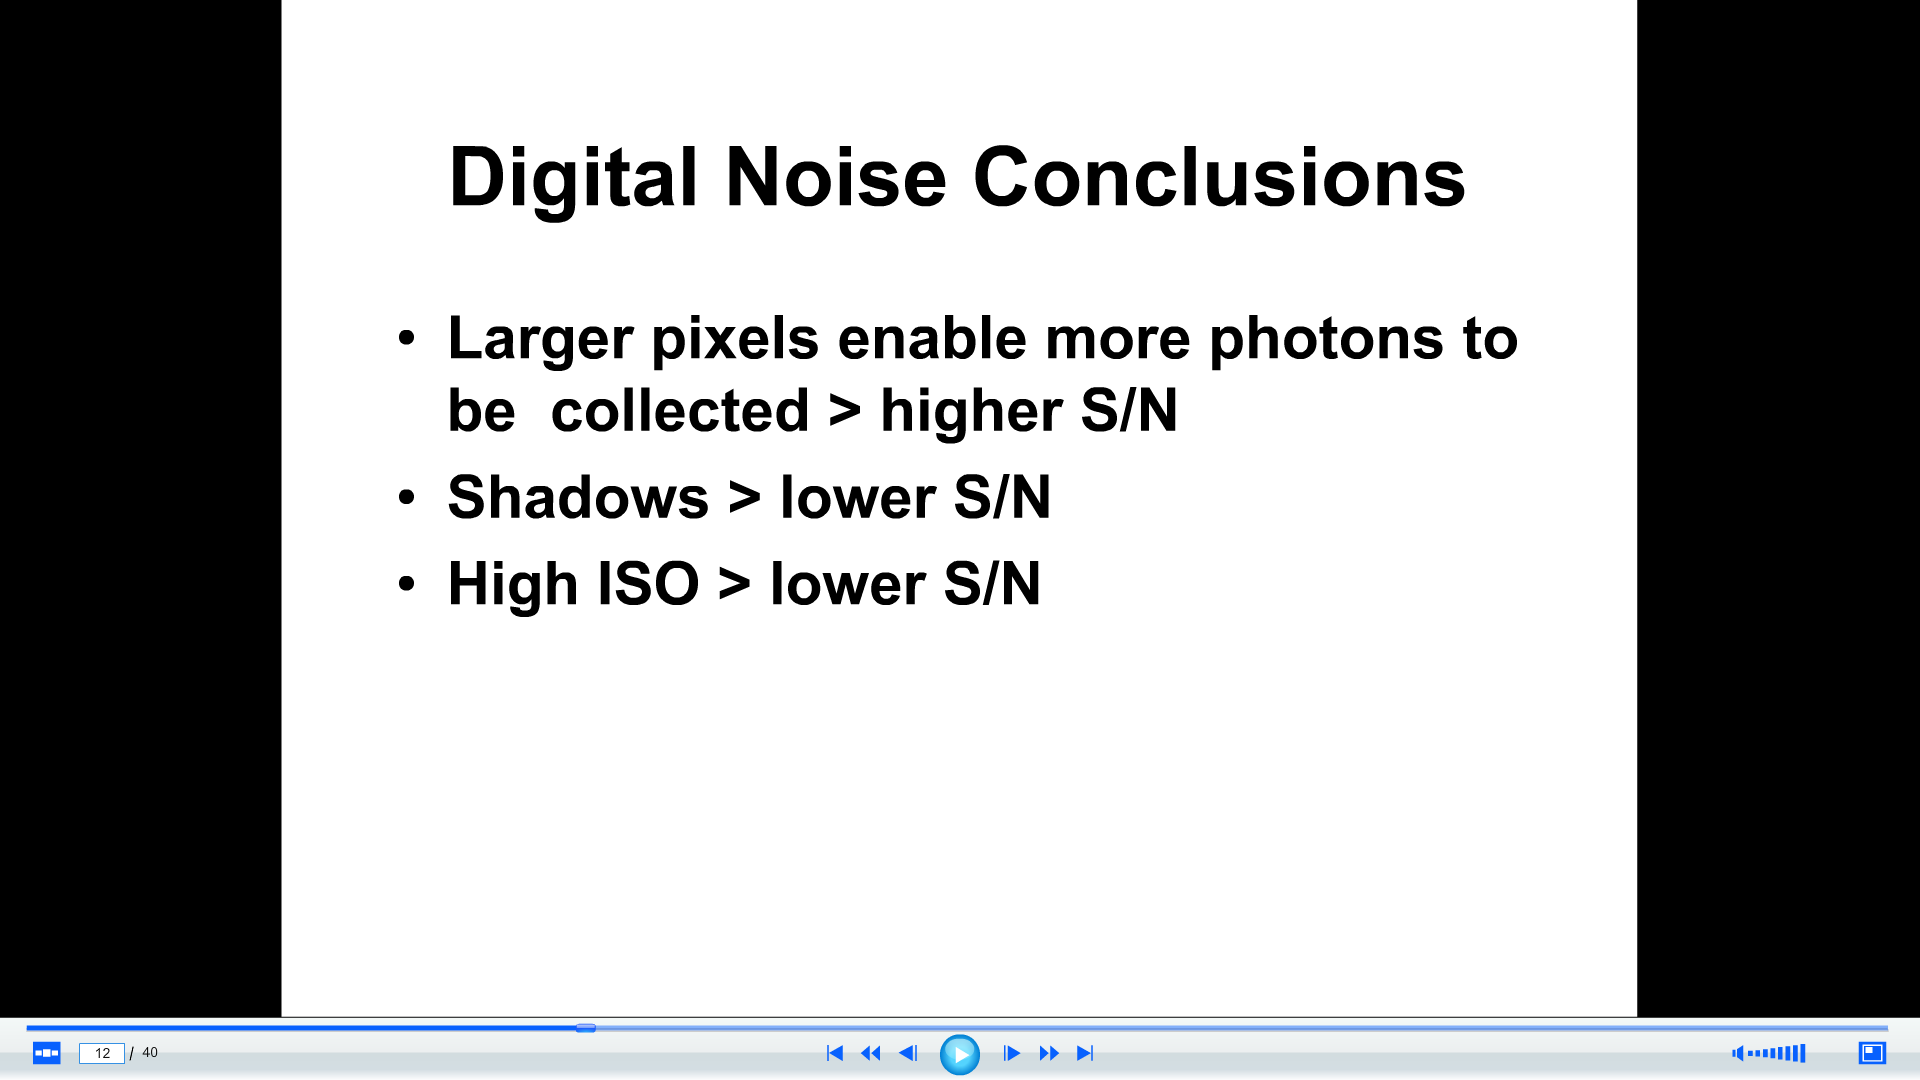 Digital Noise Conclusions
• Larger pixels enable more photons to
be  collected > higher S/N
• Shadows > lower S/N
• High ISO > lower S/N
12 / 40